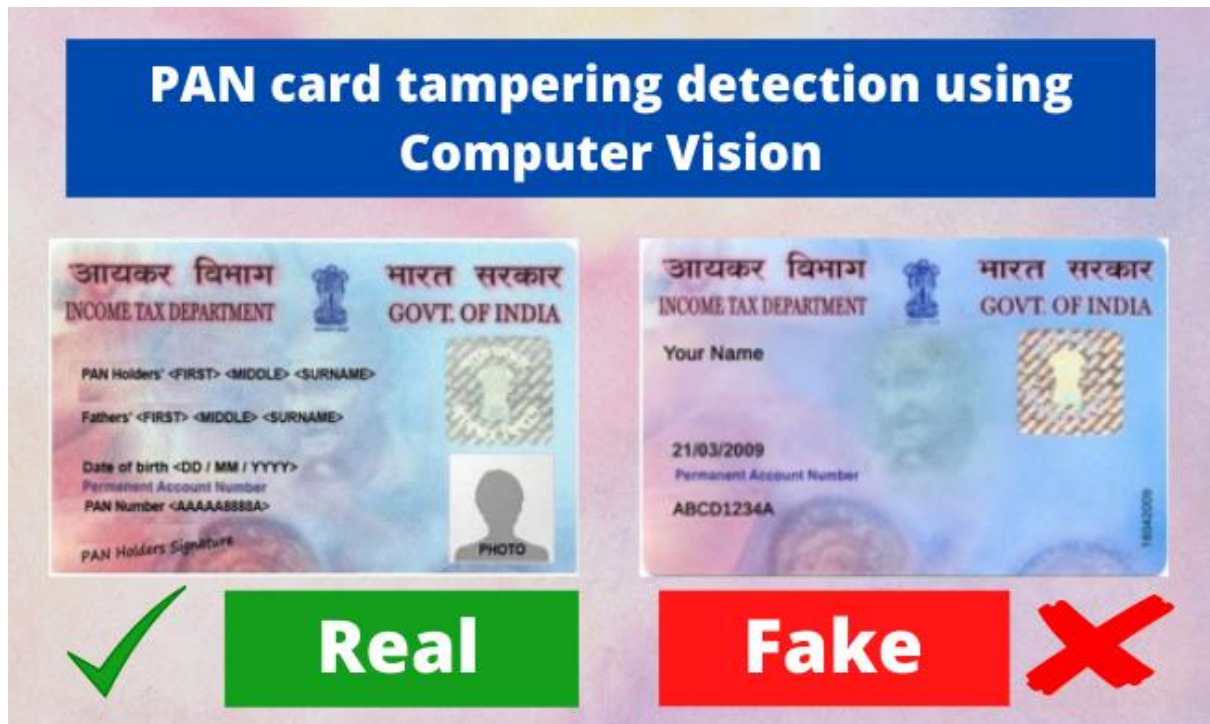 PAN card tampering detection using
Computer Vision
आयकर विभाग
भारत सरकार
INCOME TAX DEPARTMENT
GOVT. OF INDIA
PAN Holders' <FIRST> <MIDDLE> <SURNAME>
Fathers' <FIRST> <MIDDLE> <SURNAME>
Date of birth <DD / MM / YYYY>
Permanent Account Number
PAN Number <AAAAA8888A>
PAN Holders Signature
PHOTO
आयकर विभाग
भारत सरकार
INCOME TAX DEPARTMENT
GOVT. OF INDIA
Your Name
21/03/2009
Permanent Account Number
ABCD1234A
Real
Fake